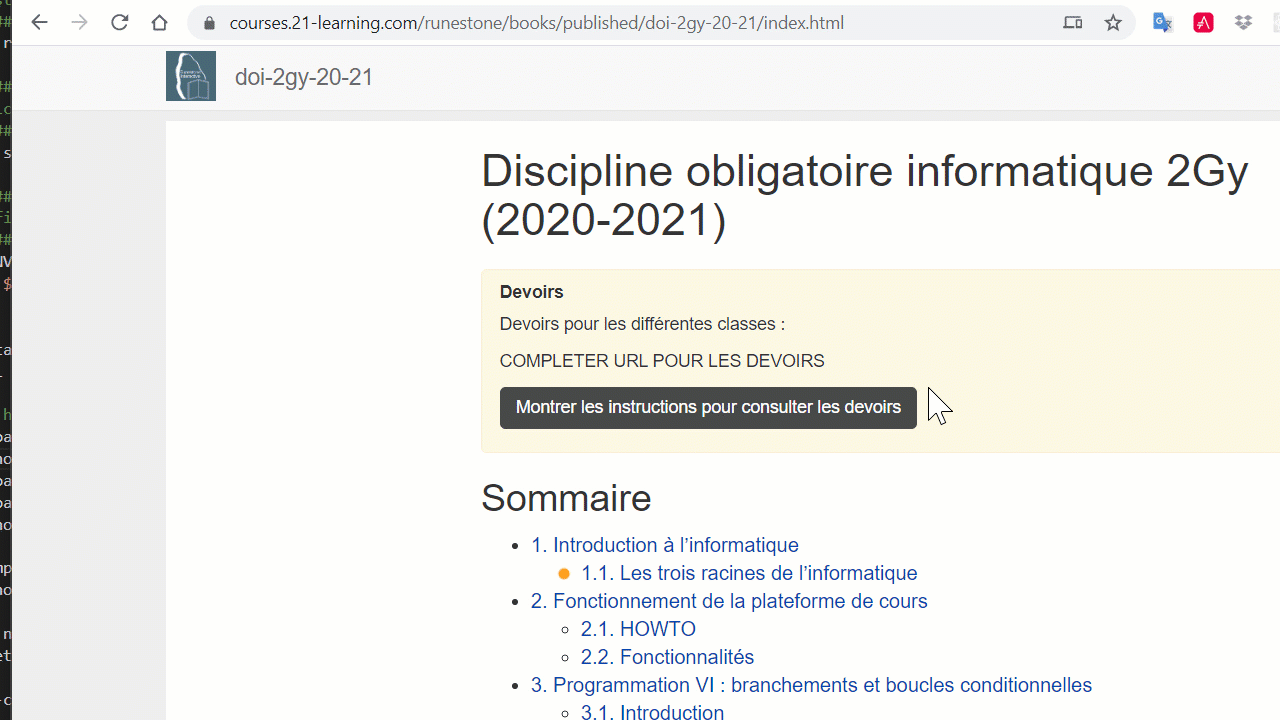 courses.21-learning.com/runestone/books/published/doi-2gy-20-21/index.html
doi-2gy-20-21
Discipline obligatoire informatique 2Gy
(2020-2021)
Devoirs
Devoirs pour les différentes classes :
COMPLETER URL POUR LES DEVOIRS
Montrer les instructions pour consulter les devoirs
Sommaire
1. Introduction à l’informatique
1.1. Les trois racines de l’informatique
2. Fonctionnement de la plateforme de cours
2.1. HOWTO
2.2. Fonctionnalités
3. Programmation VI : branchements et boucles conditionnelles
3.1. Introduction